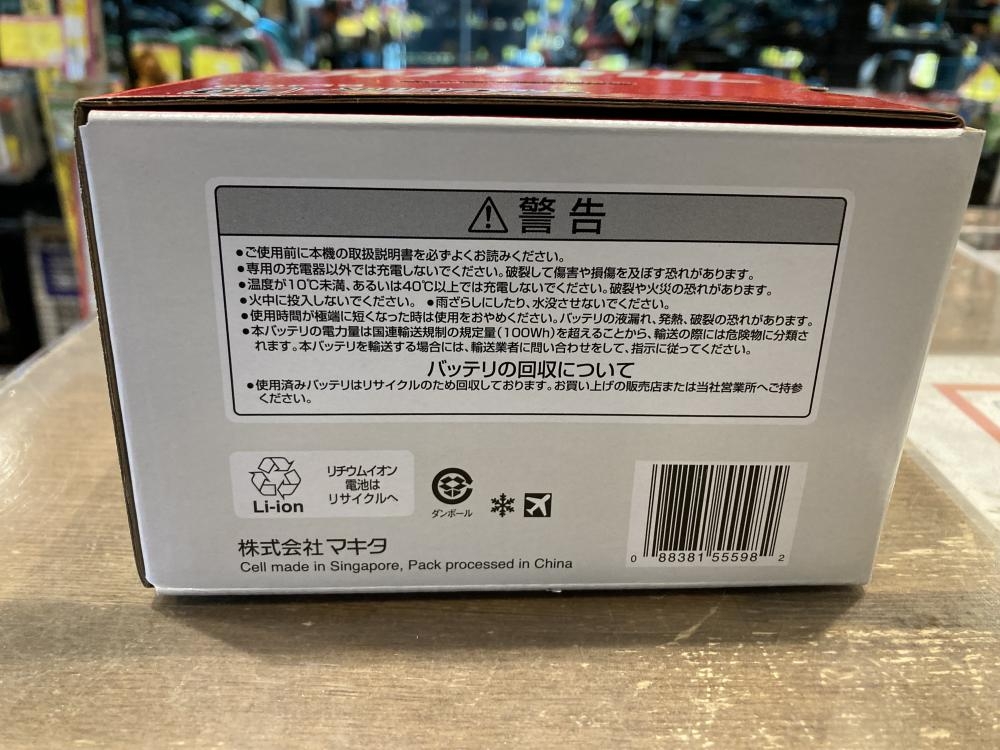 警告
●ご使用前に本機の取扱説明書を必ずよくお読みください。
●専用の充電器以外では充電しないでください。破裂して傷害や損傷を及ぼす恐れがあります。
●温度が10℃未満、あるいは40℃以上では充電しないでください。破裂や火災の恐れがあります。
●火中に投入しないでください。 ●雨ざらしにしたり、水没させないでください。
●使用時間が極端に短くなった時は使用をおやめください。バッテリの液漏れ、発熱、破裂の恐れがあります。
●本バッテリの電力量は国連輸送規制の規定量(100Wh)を超えることから、輸送の際には危険物に分類さ
れます。本バッテリを輸送する場合には、輸送業者に問い合わせをして、指示に従ってください。
バッテリの回収について
●使用済みバッテリはリサイクルのため回収しております。お買い上げの販売店または当社営業所へご持参
ください。
リチウムイオン
電池は
リサイクルへ
Li-ion
ダンボール
株式会社マキタ
Cell made in Singapore, Pack processed in China
0 88381 55598 2